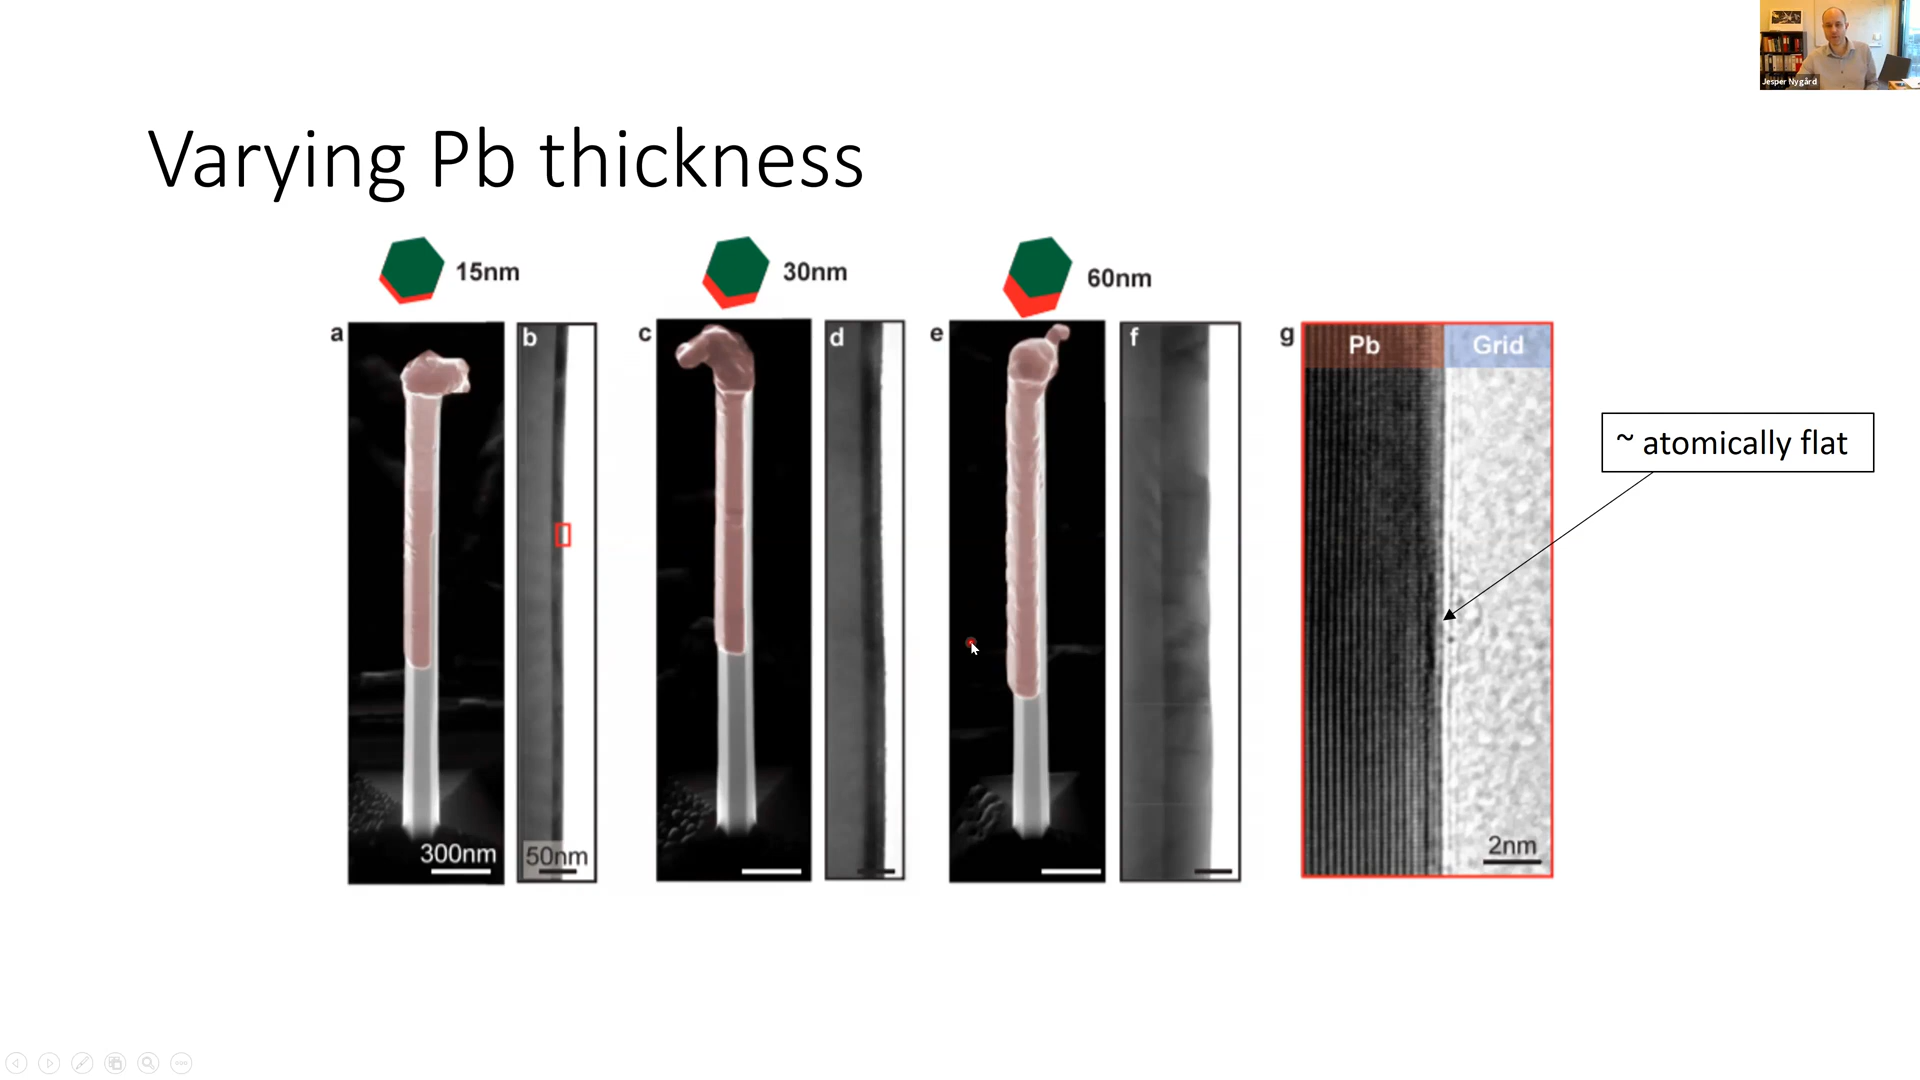 Jesper Nygård
Varying Pb thickness
15nm
30nm
60nm
a
b
c
d
e
f
g
Pb
Grid
~ atomically flat
300nm
50nm
2nm